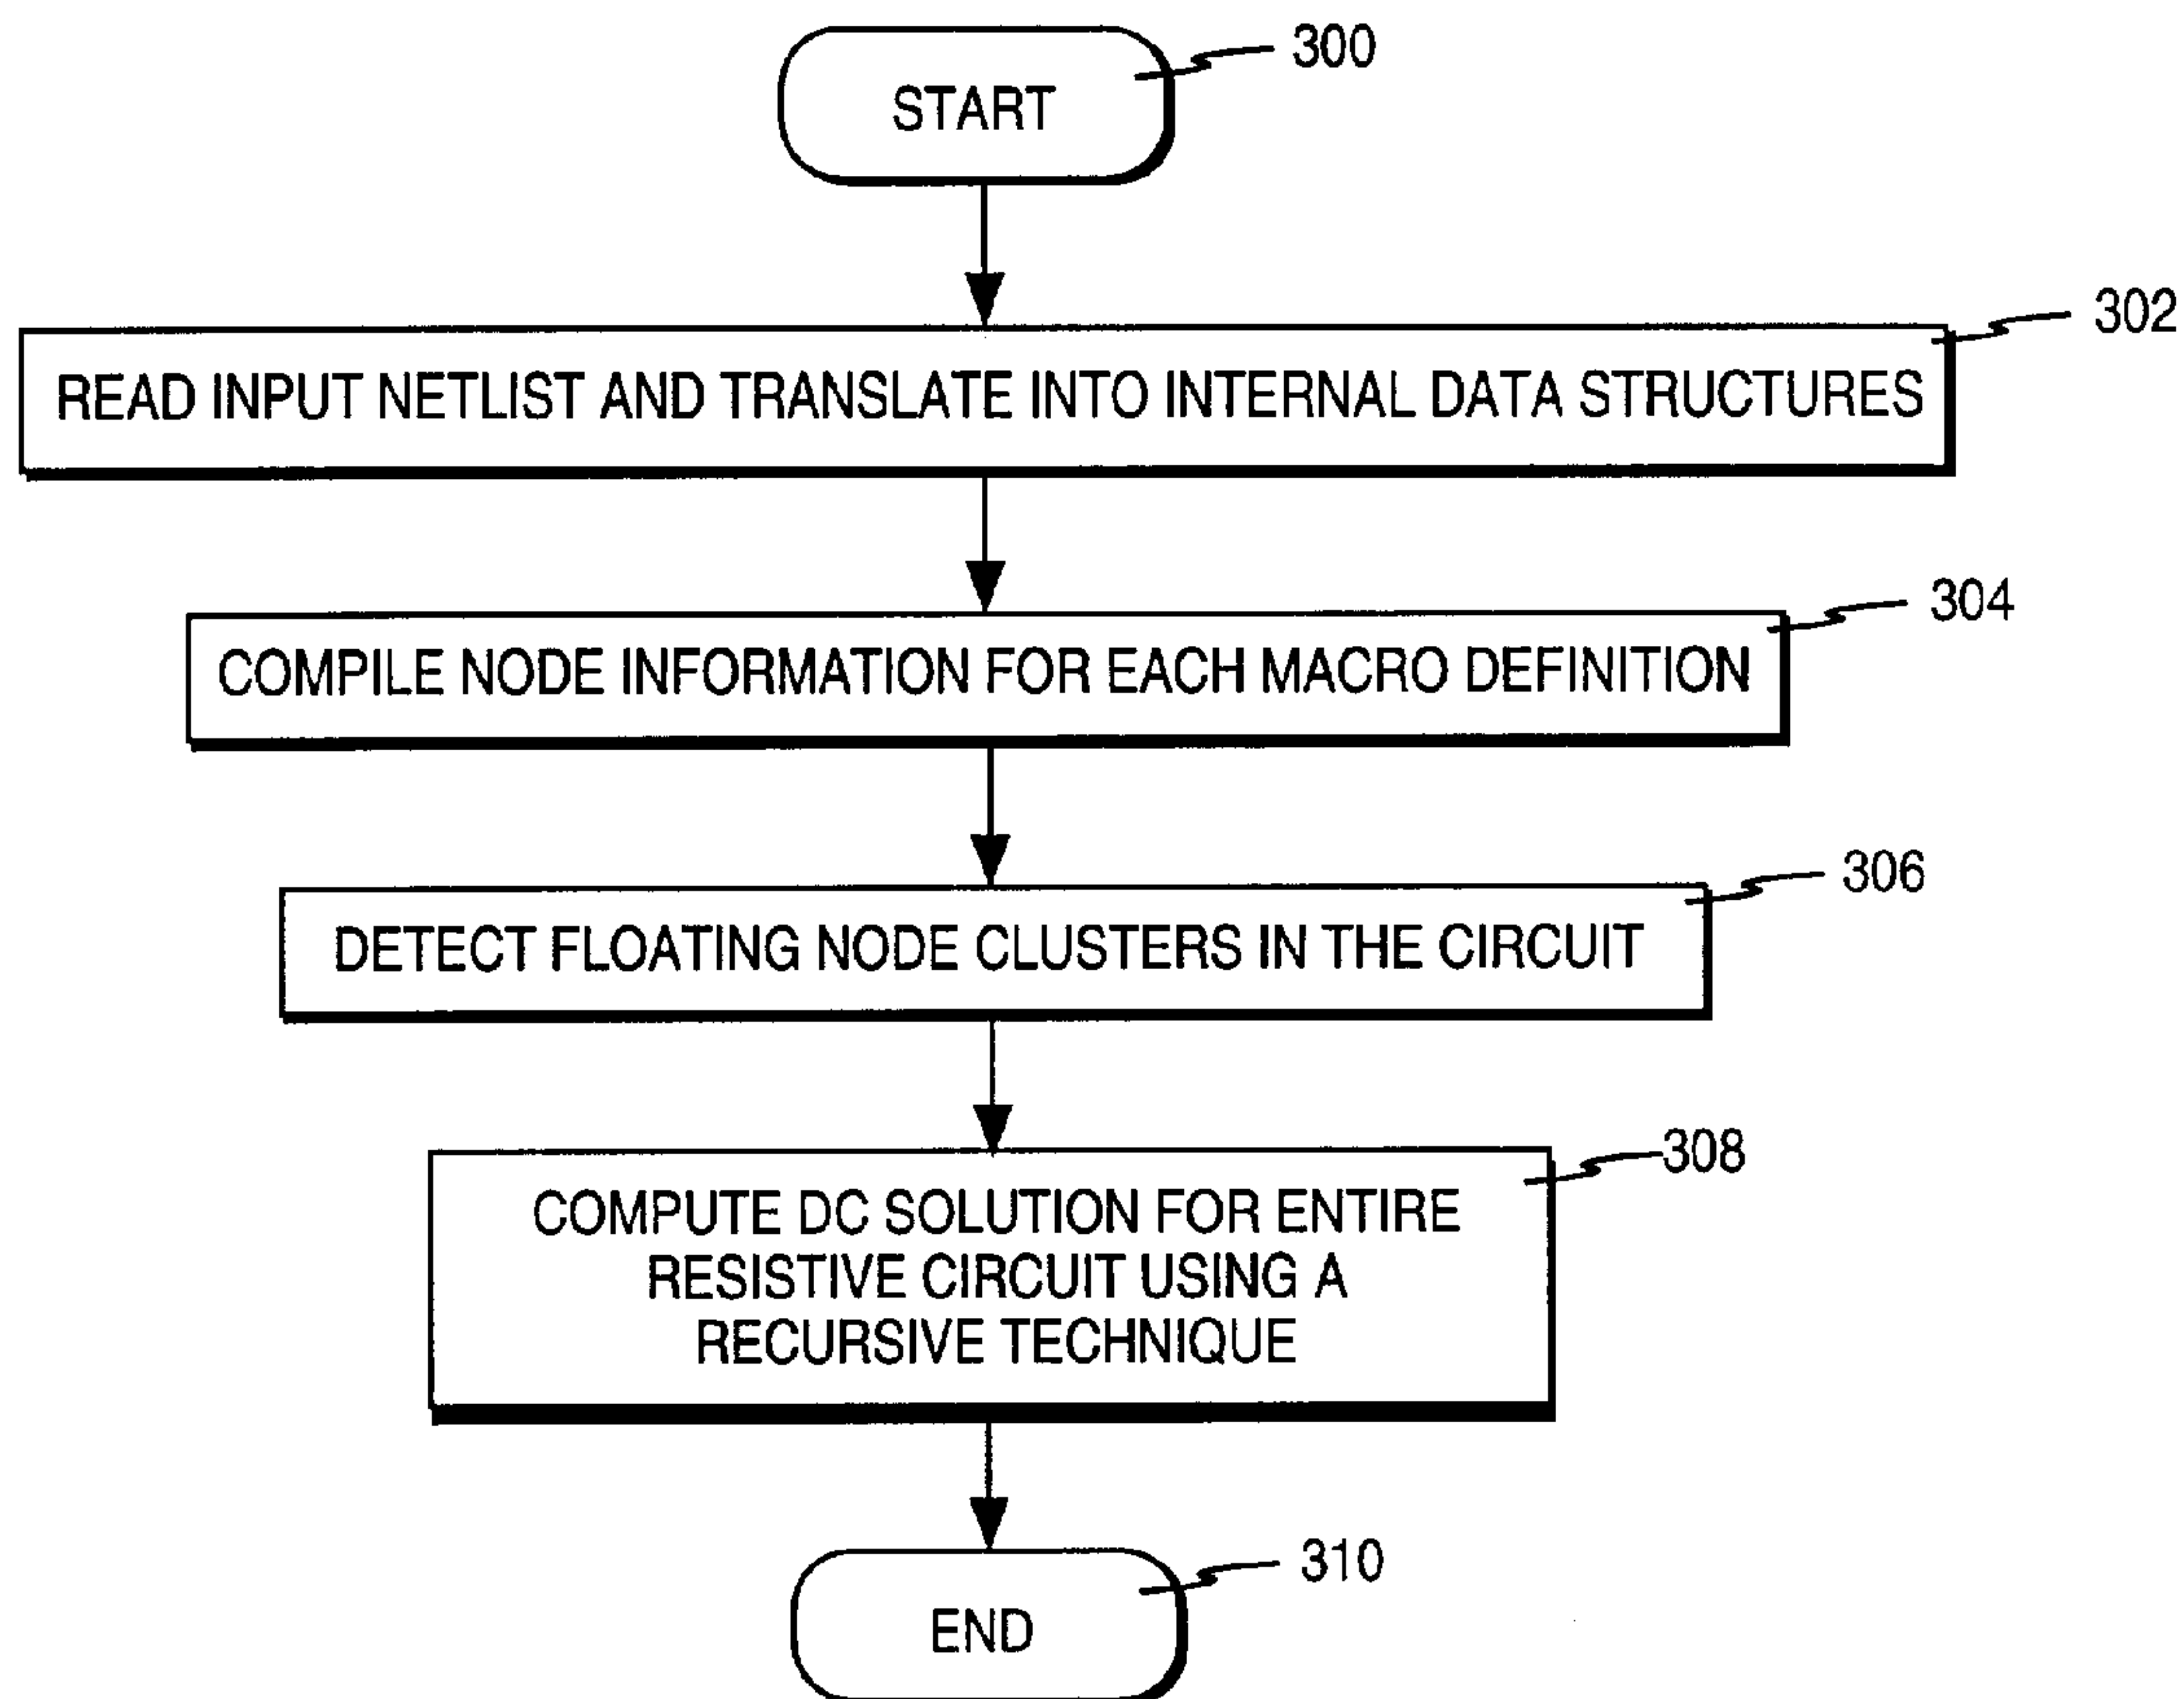 START
300
302
READ INPUT NETLIST AND TRANSLATE INTO INTERNAL DATA STRUCTURES
304
COMPILE NODE INFORMATION FOR EACH MACRO DEFINITION
306
DETECT FLOATING NODE CLUSTERS IN THE CIRCUIT
308
COMPUTE DC SOLUTION FOR ENTIRE
RESISTIVE CIRCUIT USING A
RECURSIVE TECHNIQUE
310
END